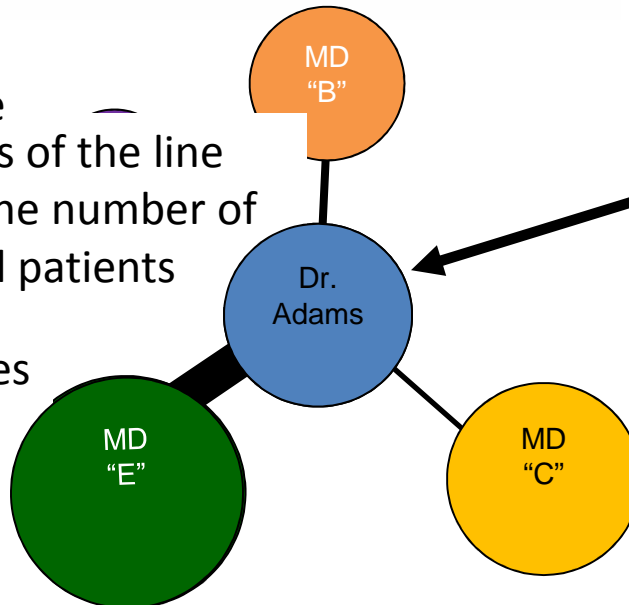 MD
“B”
e
s of the line
he number of
l patients
es
Dr.
Adams
MD
“E”
MD
“C”